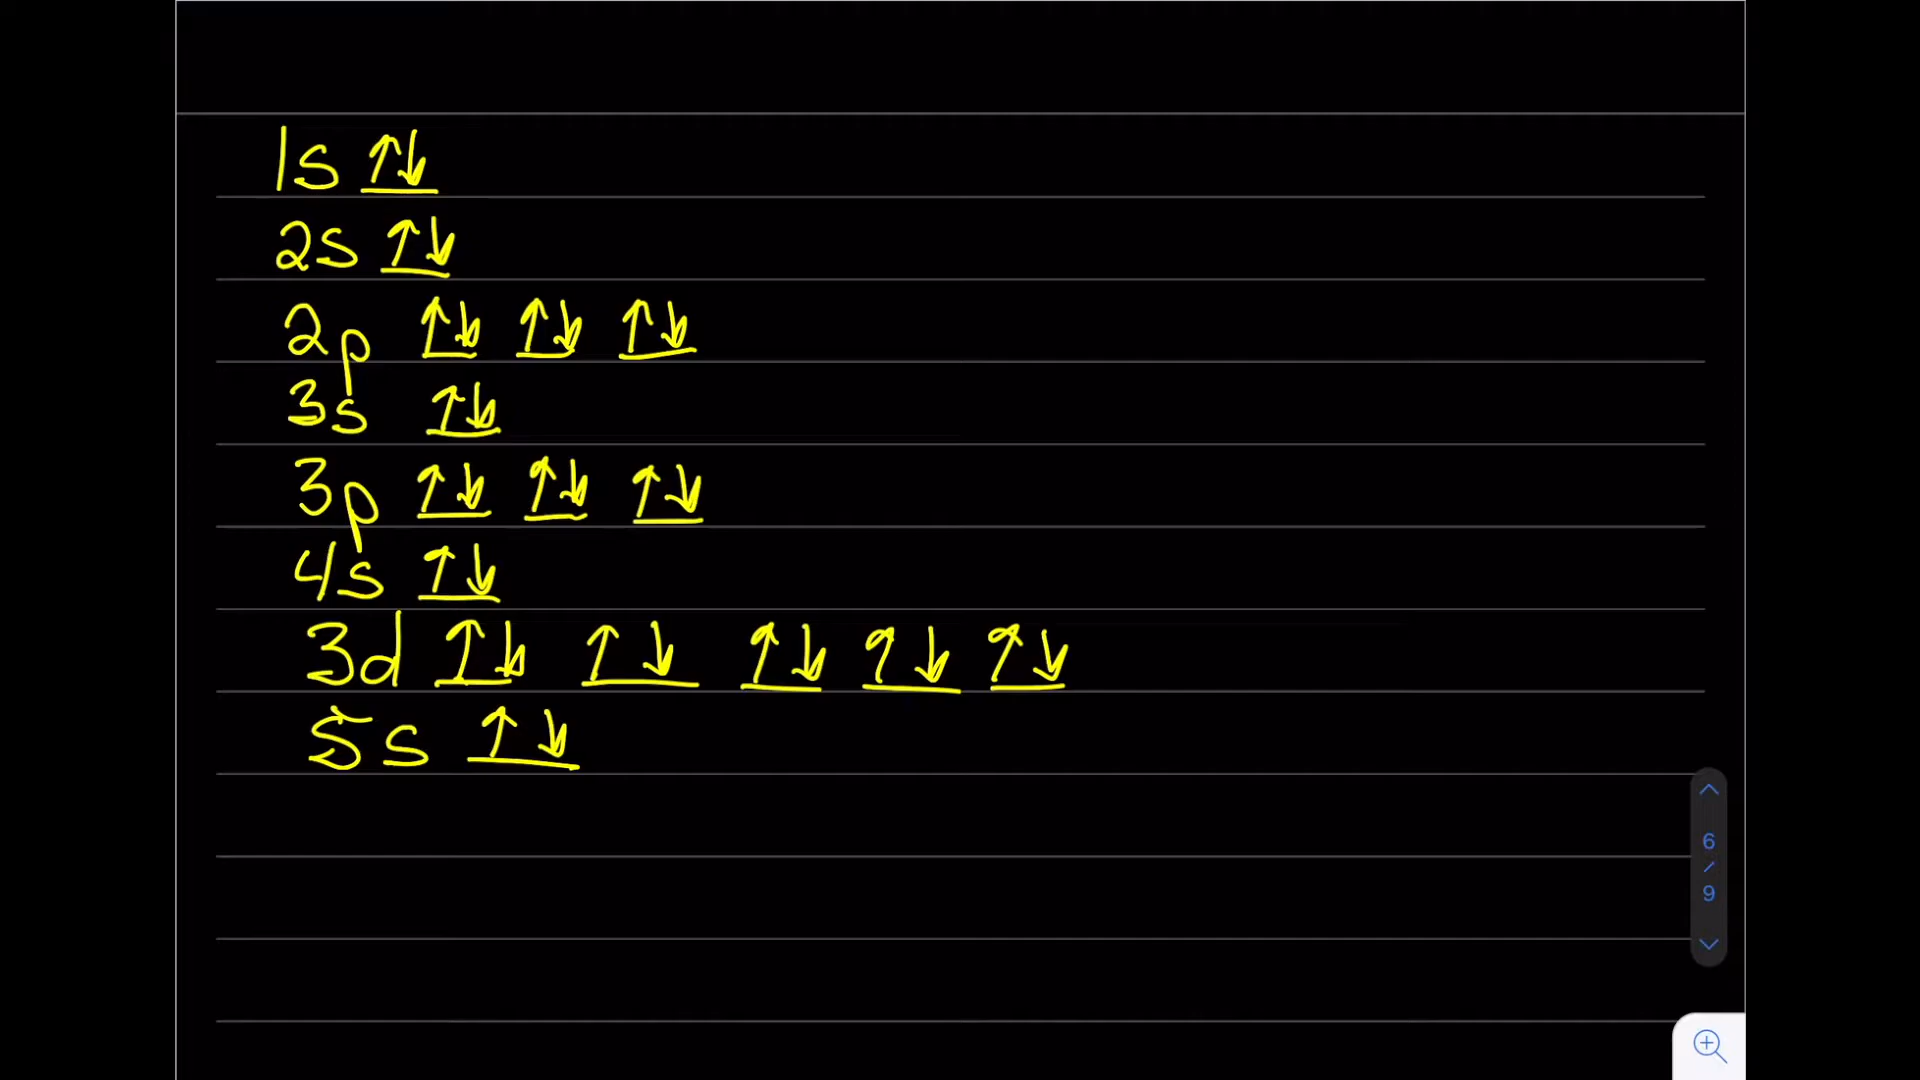 1s ↑↓
2s ↑↓
2p ↑↓ ↑↓ ↑↓
3s ↑↓
3p ↑↓ ↑↓ ↑↓
4s ↑↓
3d ↑↓ ↑↓ ↑↓ ↑↓ ↑↓
5s ↑↓
6
/
9